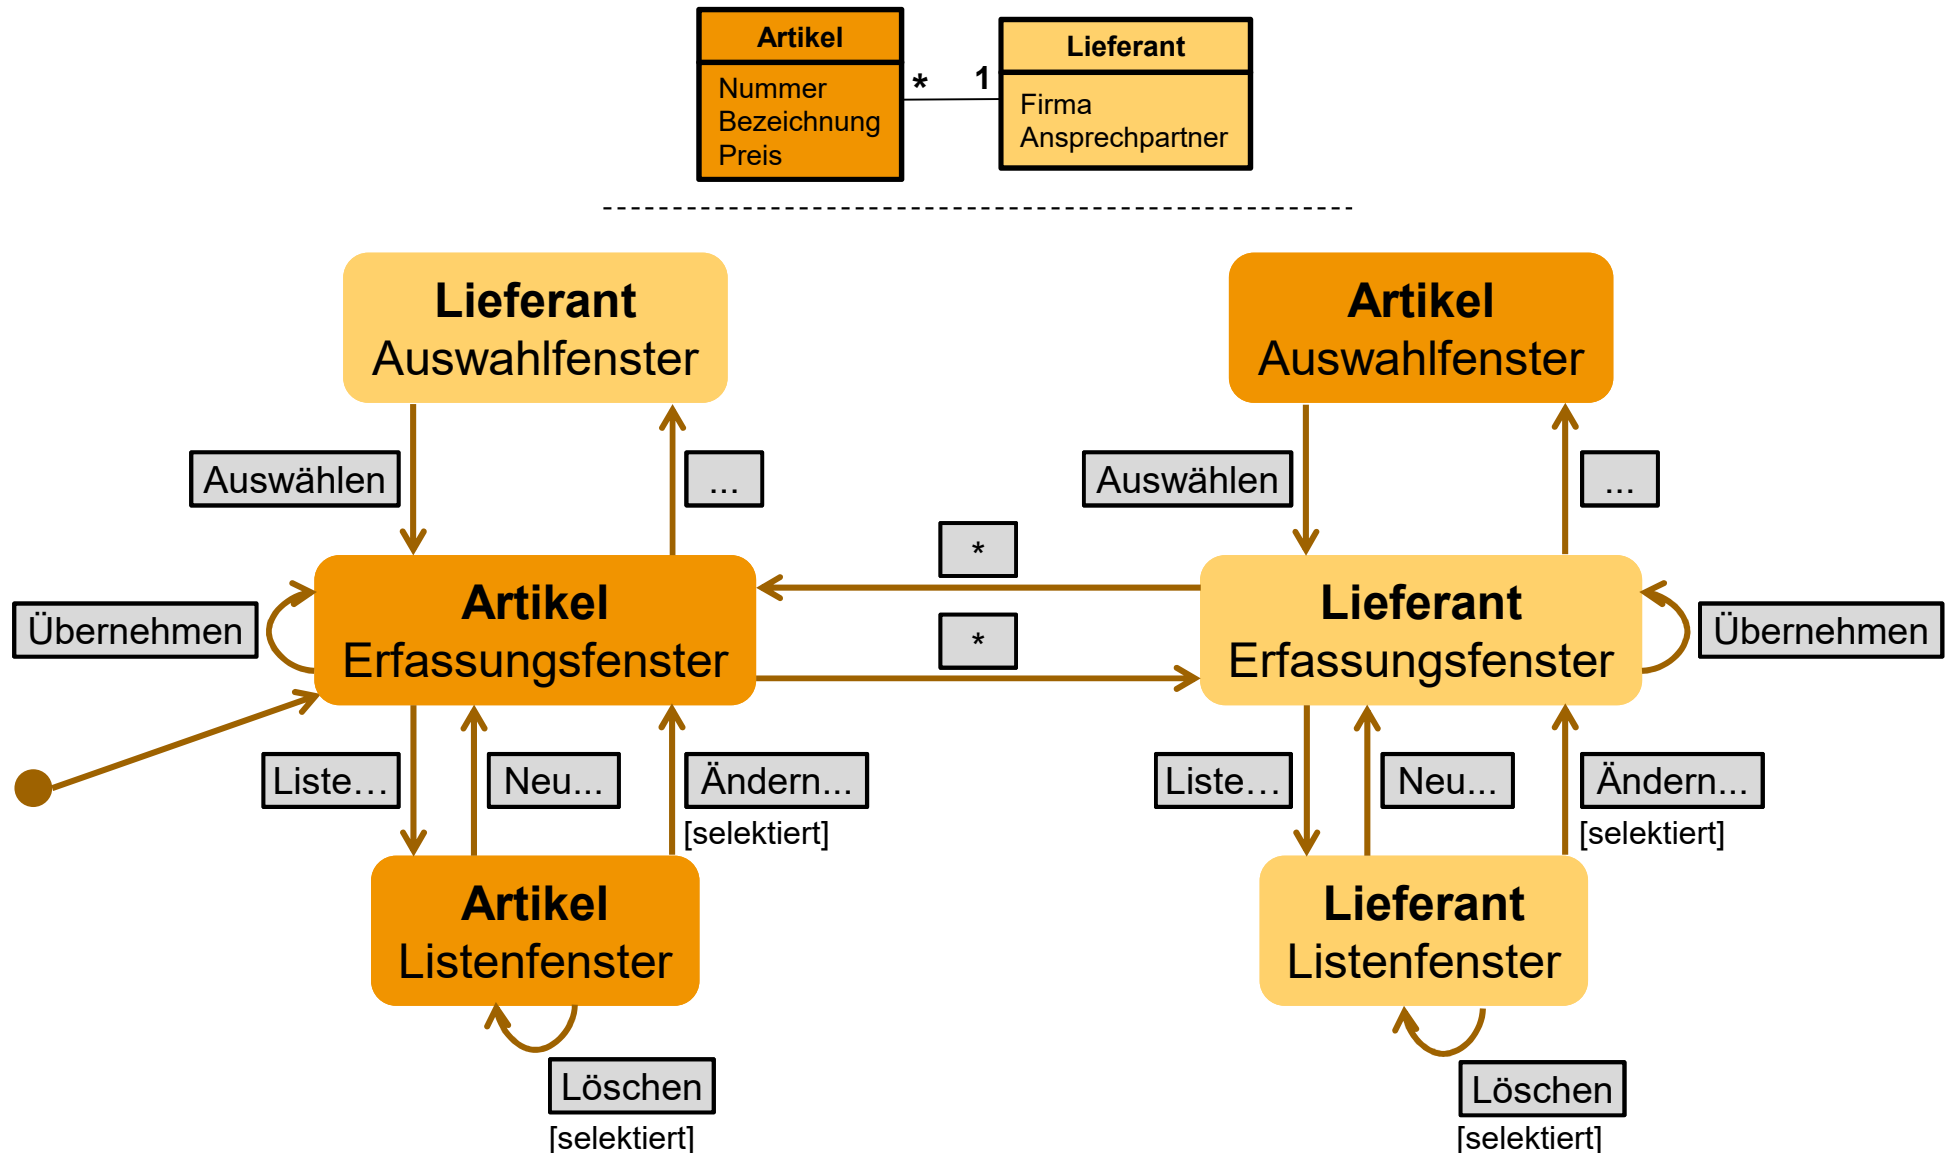 Artikel
Nummer
Bezeichnung
Preis
* 1
Lieferant
Firma
Ansprechpartner
Lieferant
Auswahlfenster
Artikel
Auswahlfenster
Auswählen
...
Auswählen
...
*
Artikel
Erfassungsfenster
Lieferant
Erfassungsfenster
Übernehmen
*
Übernehmen
Liste…
Neu...
Ändern...
[selektiert]
Liste…
Neu...
Ändern...
[selektiert]
Artikel
Listenfenster
Lieferant
Listenfenster
Löschen
[selektiert]
Löschen
[selektiert]